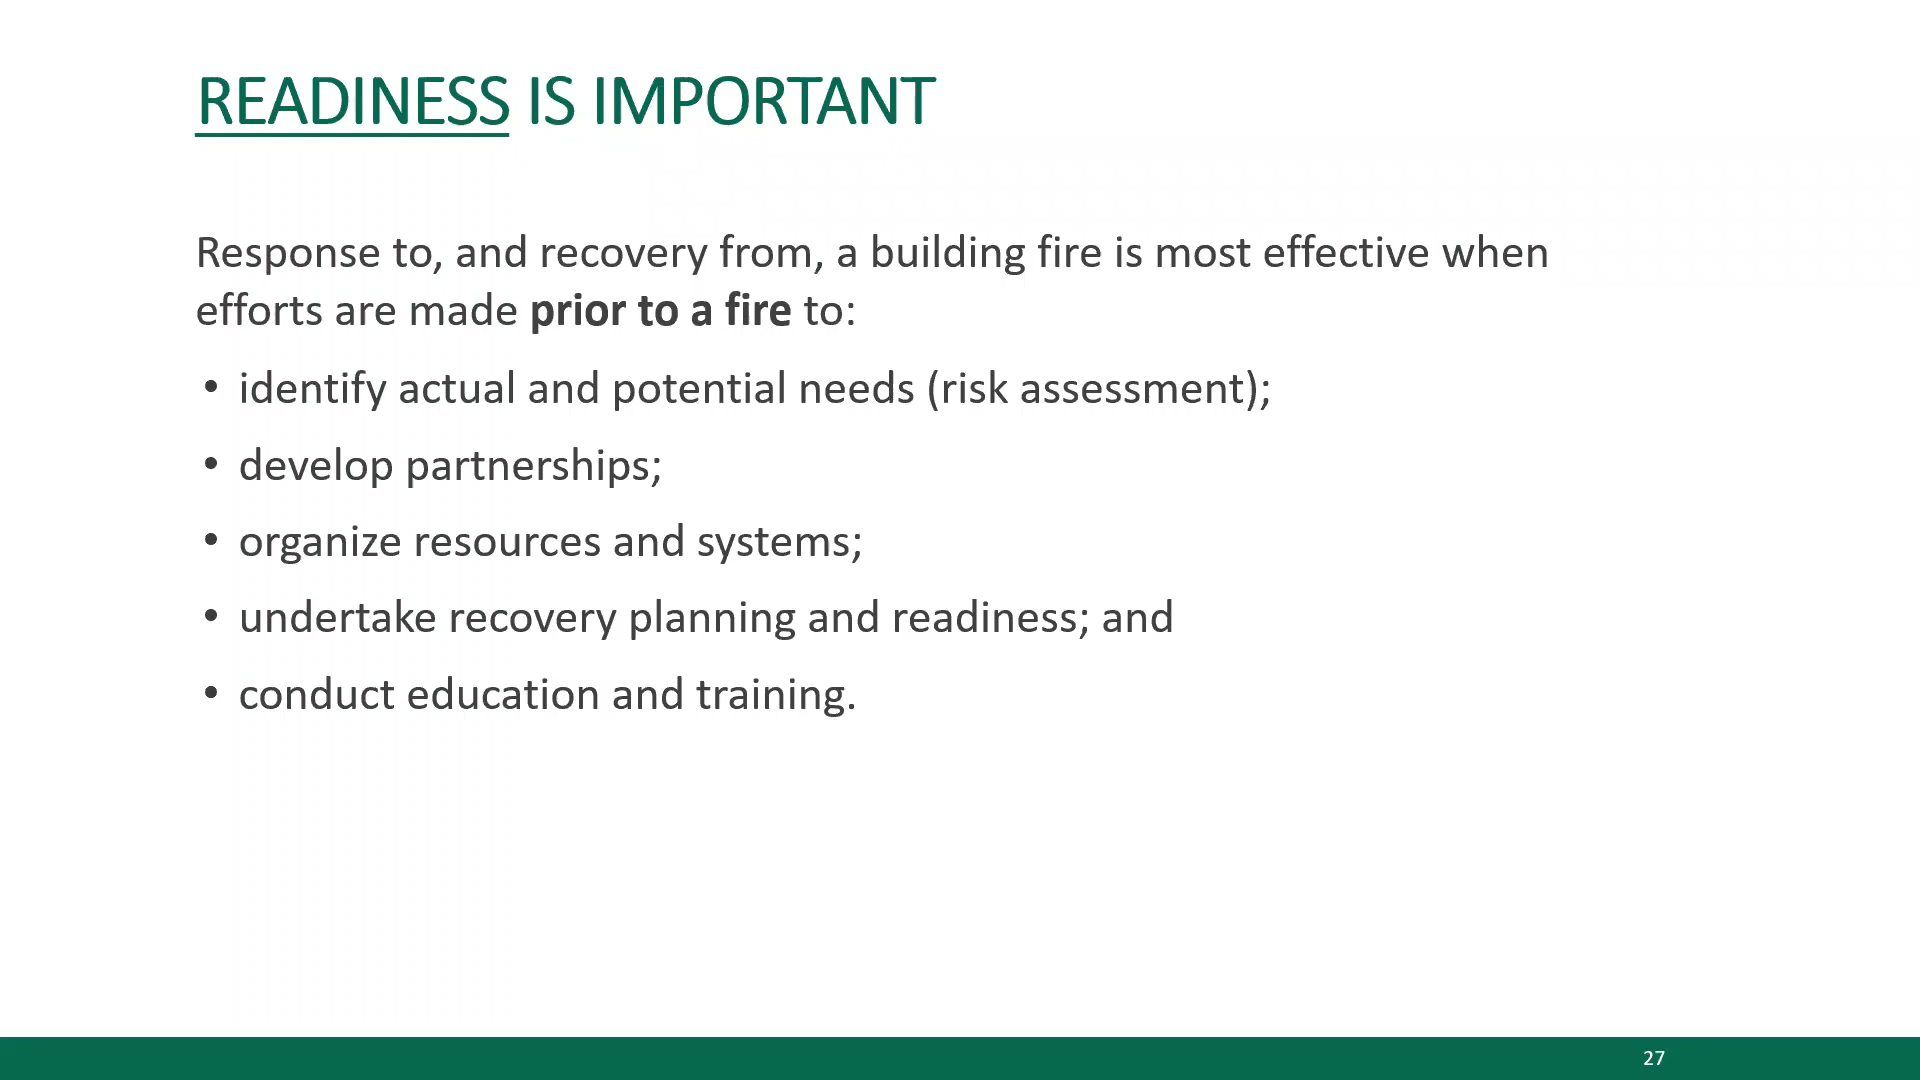 READINESS IS IMPORTANT
Response to, and recovery from, a building fire is most effective when
efforts are made prior to a fire to:
• identify actual and potential needs (risk assessment);
• develop partnerships;
• organize resources and systems;
• undertake recovery planning and readiness; and
• conduct education and training.
27